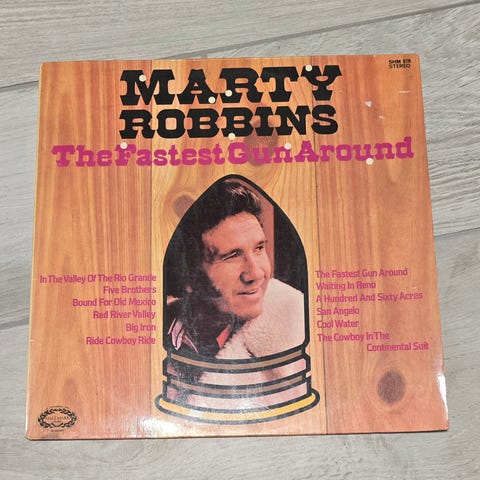 SHM
STEREO
MARTY
ROBBINS
The Fastest Gun Around
In The Valley Of The Rio Grande
Five Brothers
Bound For Old Mexico
Red River Valley
Big Iron
Ride Cowboy Ride
The Fastest Gun Around
Waiting In Reno
A Hundred And Sixty Acres
San Angelo
Cool Water
The Cowboy In The
Continental Suit
HALLMARK